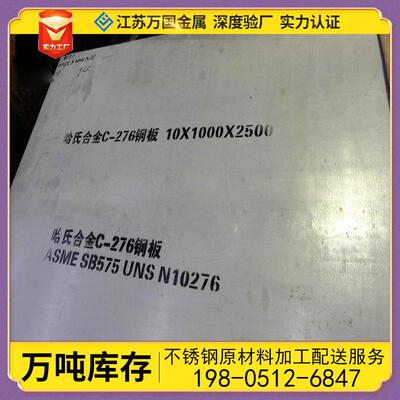 实力工厂
江苏万国金属 深度验厂 实力认证
哈氏合金C-276钢板 10X1000X2500
哈氏合金C-276钢板
ASME SB575 UNS N10276
万吨库存
不锈钢原材料加工配送服务
198-0512-6847